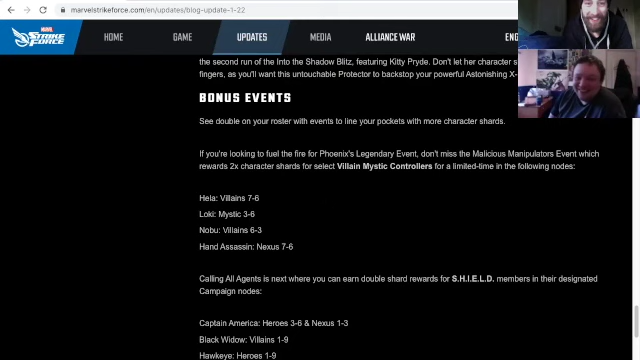 marvelstrikeforce.com/en/updates/blog-update-1-22
MARVEL
STRIKE
FORCE
HOME
GAME
UPDATES
MEDIA
ALLIANCE WAR
ENG
the second run of the Into the Shadow Blitz, featuring Kitty Pryde. Don't let her character s
fingers, as you'll want this untouchable Protector to backstop your powerful Astonishing X-
BONUS EVENTS
See double on your roster with events to line your pockets with more character shards.
If you're looking to fuel the fire for Phoenix's Legendary Event, don't miss the Malicious Manipulators Event which
rewards 2x character shards for select Villain Mystic Controllers for a limited-time in the following nodes:
Hela: Villains 7-6
Loki: Mystic 3-6
Nobu: Villains 6-3
Hand Assassin: Nexus 7-6
Calling All Agents is next where you can earn double shard rewards for S.H.I.E.L.D. members in their designated
Campaign nodes:
Captain America: Heroes 3-6 & Nexus 1-3
Black Widow: Villains 1-9
Hawkeye: Heroes 1-9